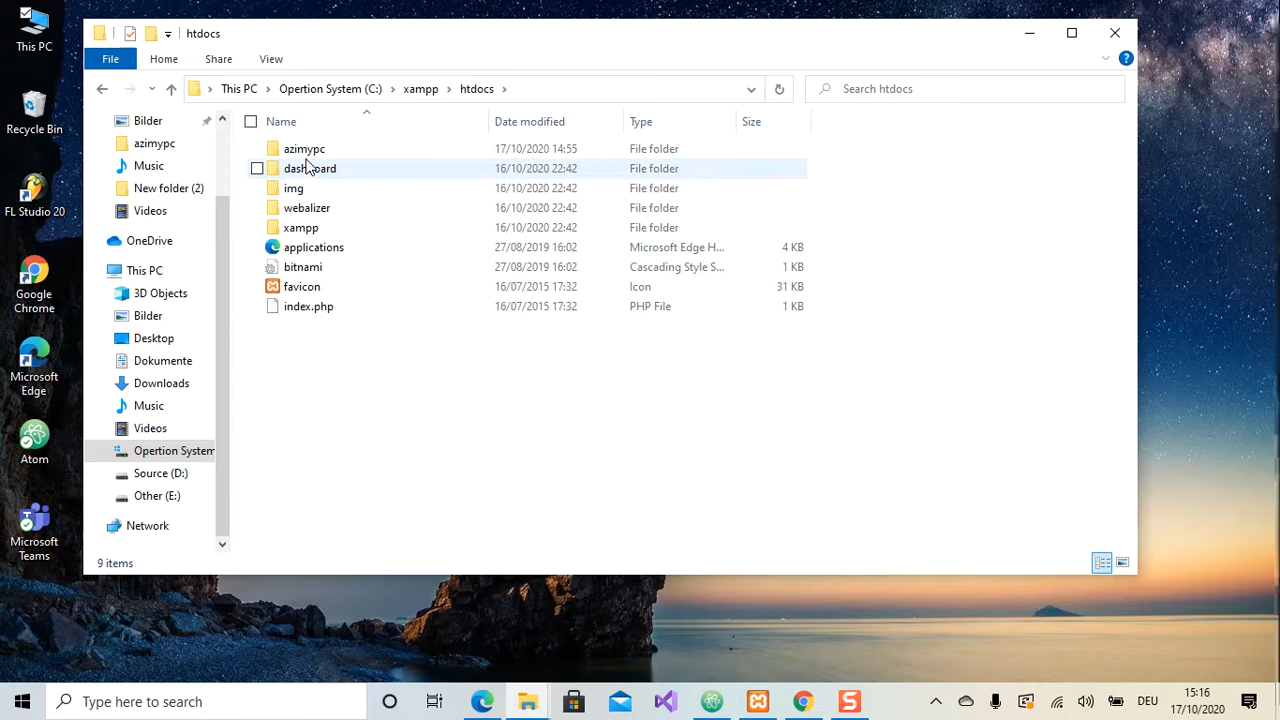 This PC
Recycle Bin
FL Studio 20
Google
Chrome
Microsoft
Edge
Atom
Microsoft
Teams
htdocs
File Home Share View
This PC Opertion System (C:) xampp htdocs
Search htdocs
Bilder
azimypc
Music
New folder (2)
Videos
OneDrive
This PC
3D Objects
Bilder
Desktop
Dokumente
Downloads
Music
Videos
Opertion System
Source (D:)
Other (E:)
Network
Name Date modified Type Size
azimypc 17/10/2020 14:55 File folder
dashboard 16/10/2020 22:42 File folder
img 16/10/2020 22:42 File folder
webalizer 16/10/2020 22:42 File folder
xampp 16/10/2020 22:42 File folder
applications 27/08/2019 16:02 Microsoft Edge H... 4 KB
bitnami 27/08/2019 16:02 Cascading Style S... 1 KB
favicon 16/07/2015 17:32 Icon 31 KB
index.php 16/07/2015 17:32 PHP File 1 KB
9 items
Type here to search
DEU
15:16
17/10/2020